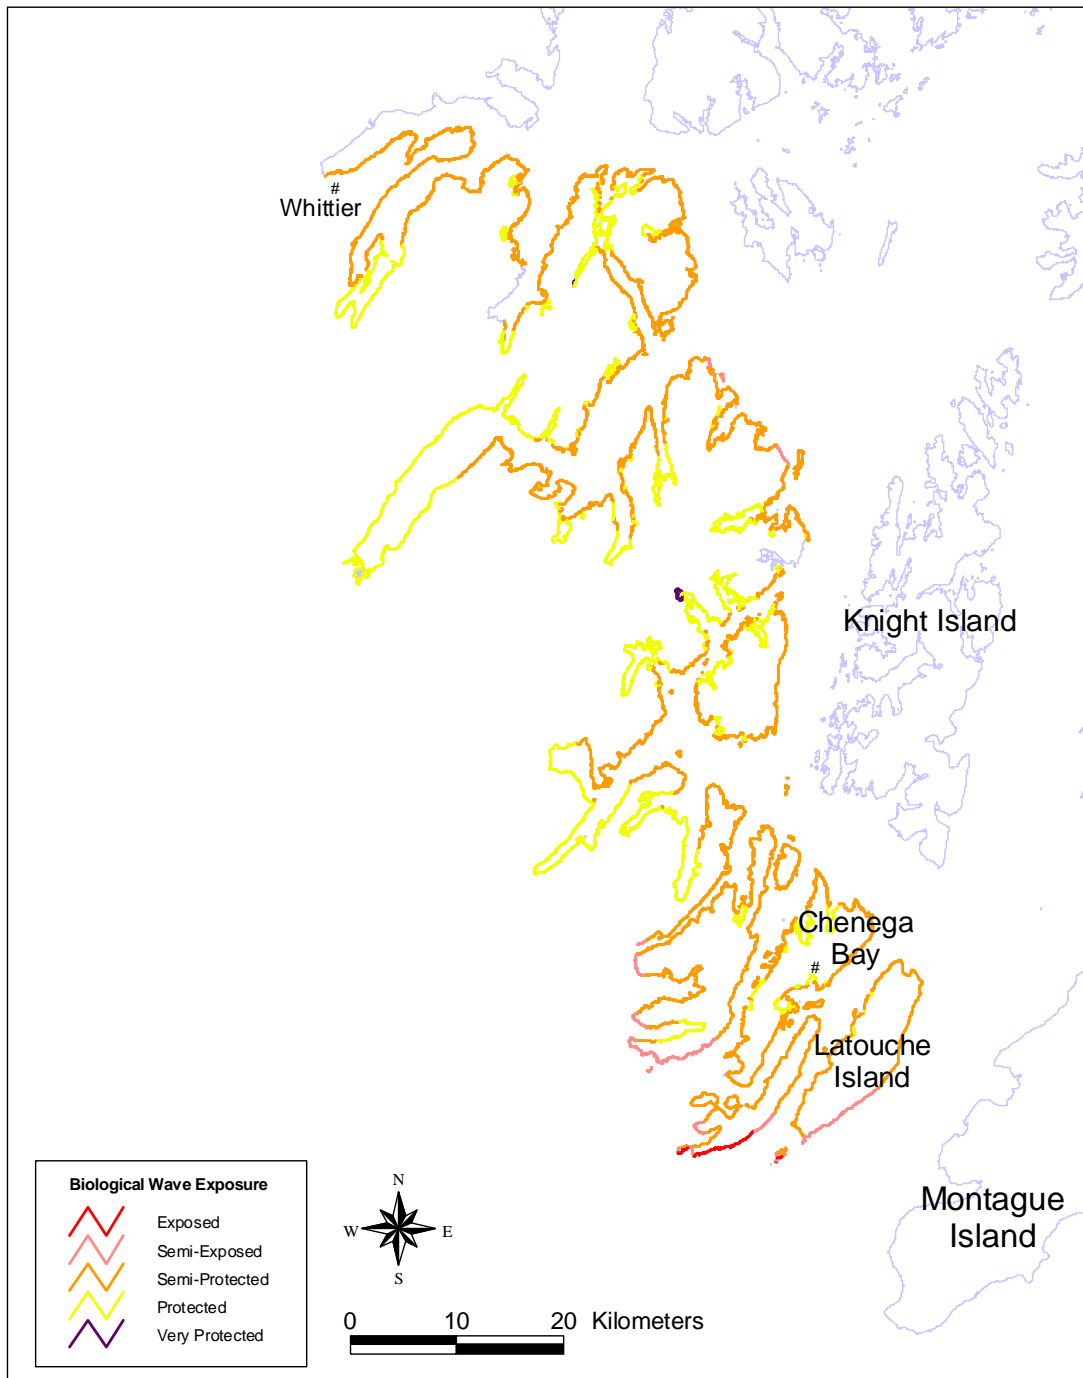 #
Whittier
Knight Island
Chenega
Bay
#
Latouche
Island
Montague
Island
Biological Wave Exposure
Exposed
Semi-Exposed
Semi-Protected
Protected
Very Protected
N
W E
S
0 10 20 Kilometers